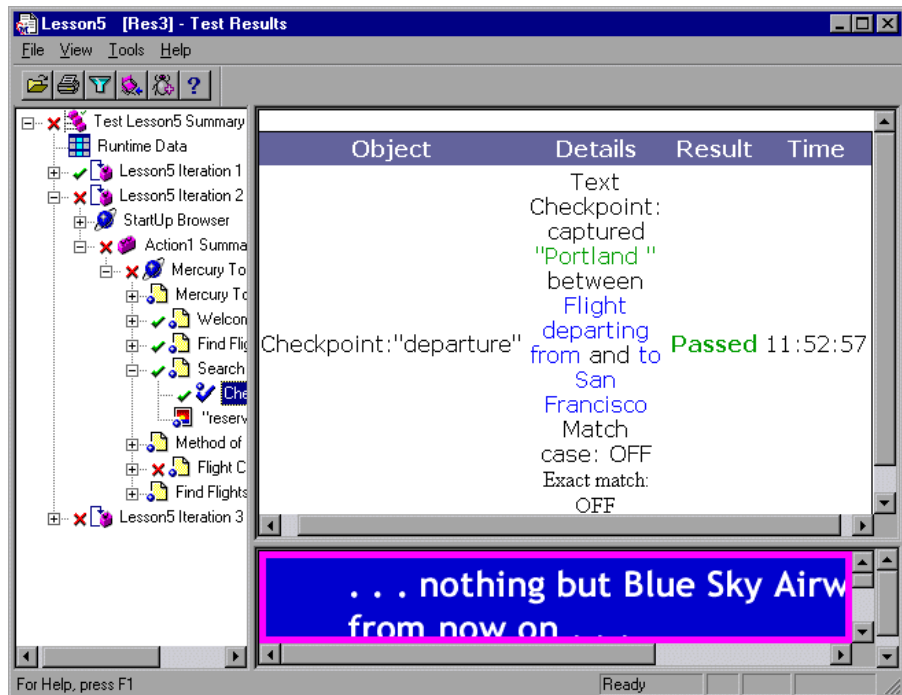 Lesson5 [Res3] - Test Results
File View Tools Help
Test Lesson5 Summary
Runtime Data
Lesson5 Iteration 1
Lesson5 Iteration 2
StartUp Browser
Action1 Summa
Mercury To
Mercury To
Welcon
Find Flig
Search
Che
"reserv
Method of
Flight C
Find Flights
Lesson5 Iteration 3
Object Details Result Time
Text
Checkpoint:
captured
"Portland "
between
Flight
departing
Checkpoint:"departure" from and to Passed 11:52:57
San
Francisco
Match
case: OFF
Exact match:
OFF
. . . nothing but Blue Sky Airw
from now on . . .
For Help, press F1
Ready